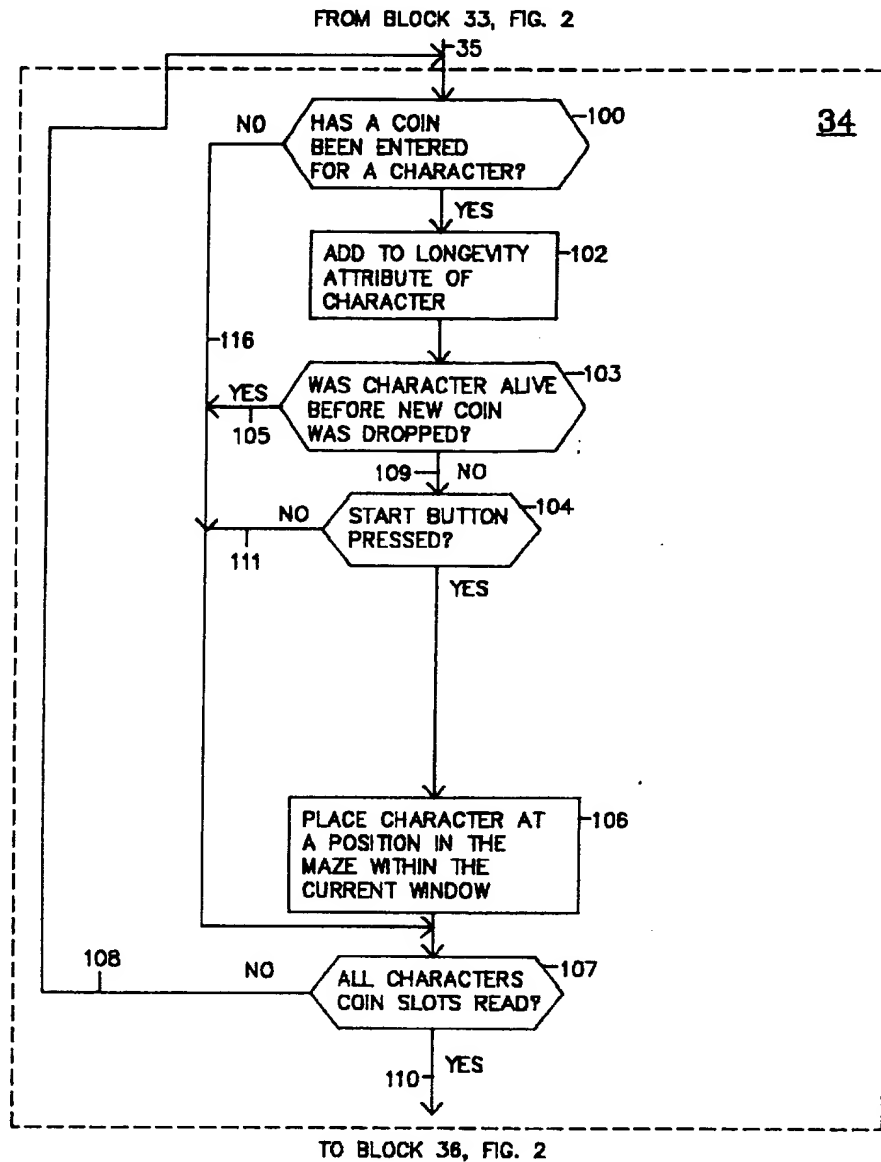 FROM BLOCK 33, FIG. 2
35
34
100
NO
HAS A COIN
BEEN ENTERED
FOR A CHARACTER?
YES
102
ADD TO LONGEVITY
ATTRIBUTE OF
CHARACTER
116
103
YES
WAS CHARACTER ALIVE
BEFORE NEW COIN
WAS DROPPED?
105
109
NO
104
NO
START BUTTON
PRESSED?
111
YES
PLACE CHARACTER AT
A POSITION IN THE
MAZE WITHIN THE
CURRENT WINDOW
106
108
NO
107
ALL CHARACTERS
COIN SLOTS READ?
YES
110
TO BLOCK 36, FIG. 2